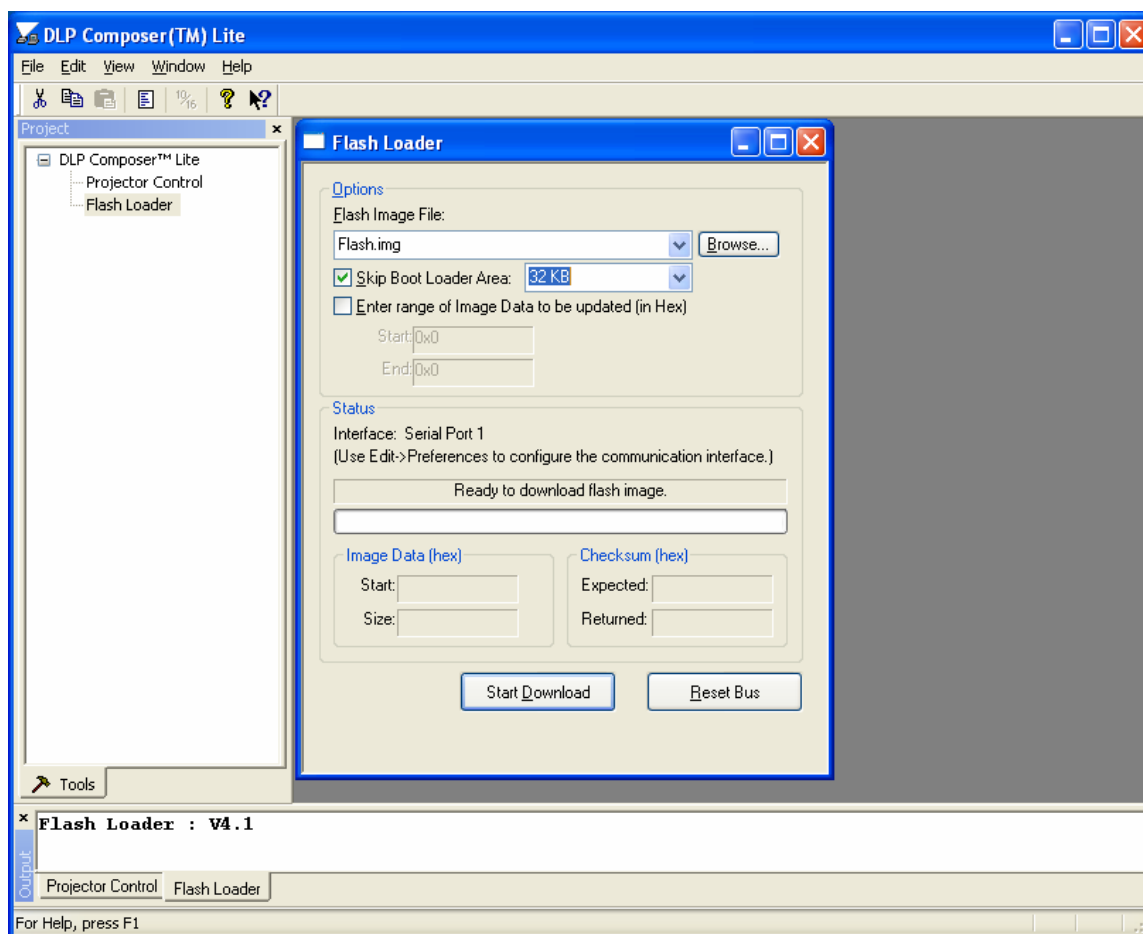 DLP Composer(TM) Lite
File Edit View Window Help
10/16
Project
DLP Composer™ Lite
Projector Control
Flash Loader
Flash Loader
Options
Flash Image File:
Flash.img Browse...
Skip Boot Loader Area: 32 KB
Enter range of Image Data to be updated (in Hex)
Start: 0x0
End: 0x0
Status
Interface: Serial Port 1
(Use Edit->Preferences to configure the communication interface.)
Ready to download flash image.
Image Data (hex)
Start:
Size:
Checksum (hex)
Expected:
Returned:
Start Download Reset Bus
Tools
Output
Flash Loader : V4.1
Projector Control Flash Loader
For Help, press F1